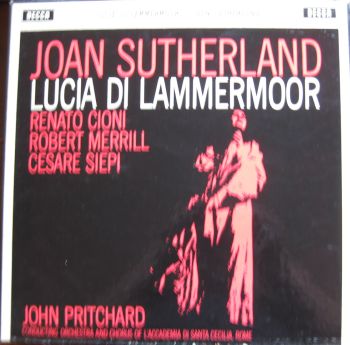 DECCA
DECCA
JOAN SUTHERLAND
LUCIA DI LAMMERMOOR
RENATO CIONI
ROBERT MERRILL
CESARE SIEPI
JOHN PRITCHARD
CONDUCTING ORCHESTRA AND CHORUS OF L'ACCADEMIA DI SANTA CECILIA, ROME